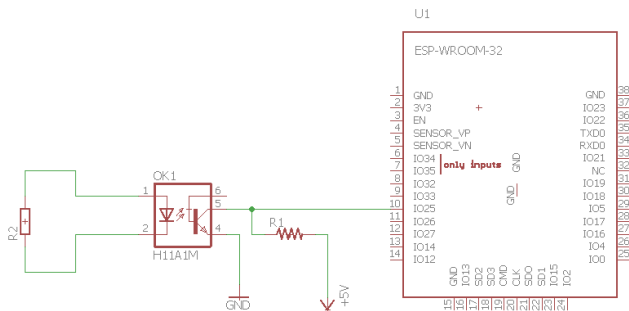 U1
ESP-WROOM-32
1 GND
2 3V3
3 EN
4 SENSOR_VP
5 SENSOR_VN
6 IO34
7 IO35
only inputs
8 IO32
9 IO33
10 IO25
11 IO26
12 IO27
13 IO14
14 IO12
GND 38
IO23 37
IO22 36
TXD0 35
RXD0 34
IO21 33
NC 32
IO19 31
IO18 30
IO5 29
IO17 28
IO16 27
IO4 26
IO0 25
GND
GND
GND IO13 SD2 SD3 CMD CLK SD0 SD1 IO15 IO2
15 16 17 18 19 20 21 22 23 24
OK1
1
2
6
5
4
H11A1M
R2
R1
GND
+5V